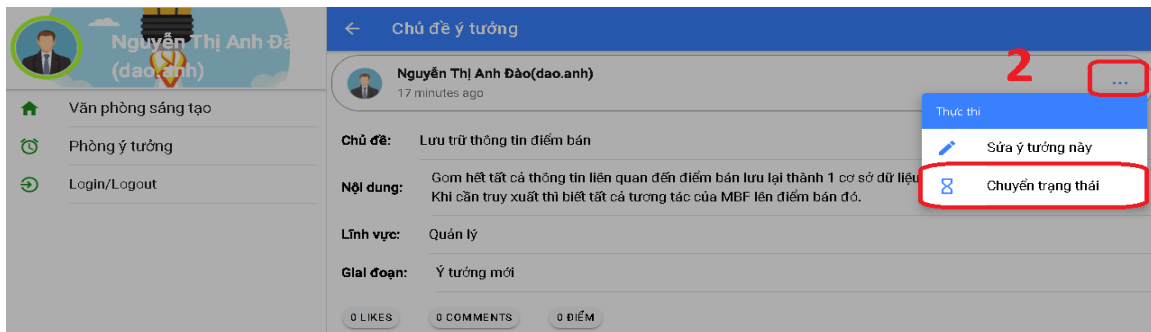 Nguyễn Thị Anh Đà
(dao.anh)
Văn phòng sáng tạo
Phòng ý tưởng
Login/Logout
Chủ đề ý tưởng
Nguyễn Thị Anh Đào(dao.anh)
17 minutes ago
2
...
Thực thi
Sửa ý tưởng này
Chuyển trạng thái
Chủ đề: Lưu trữ thông tin điểm bán
Nội dung: Gom hết tất cả thông tin liên quan đến điểm bán lưu lại thành 1 cơ sở dữ liệu
Khi cần truy xuất thì biết tất cả tương tác của MBF lên điểm bán đó.
Lĩnh vực: Quản lý
Giai đoạn: Ý tưởng mới
0 LIKES 0 COMMENTS 0 ĐIỂM